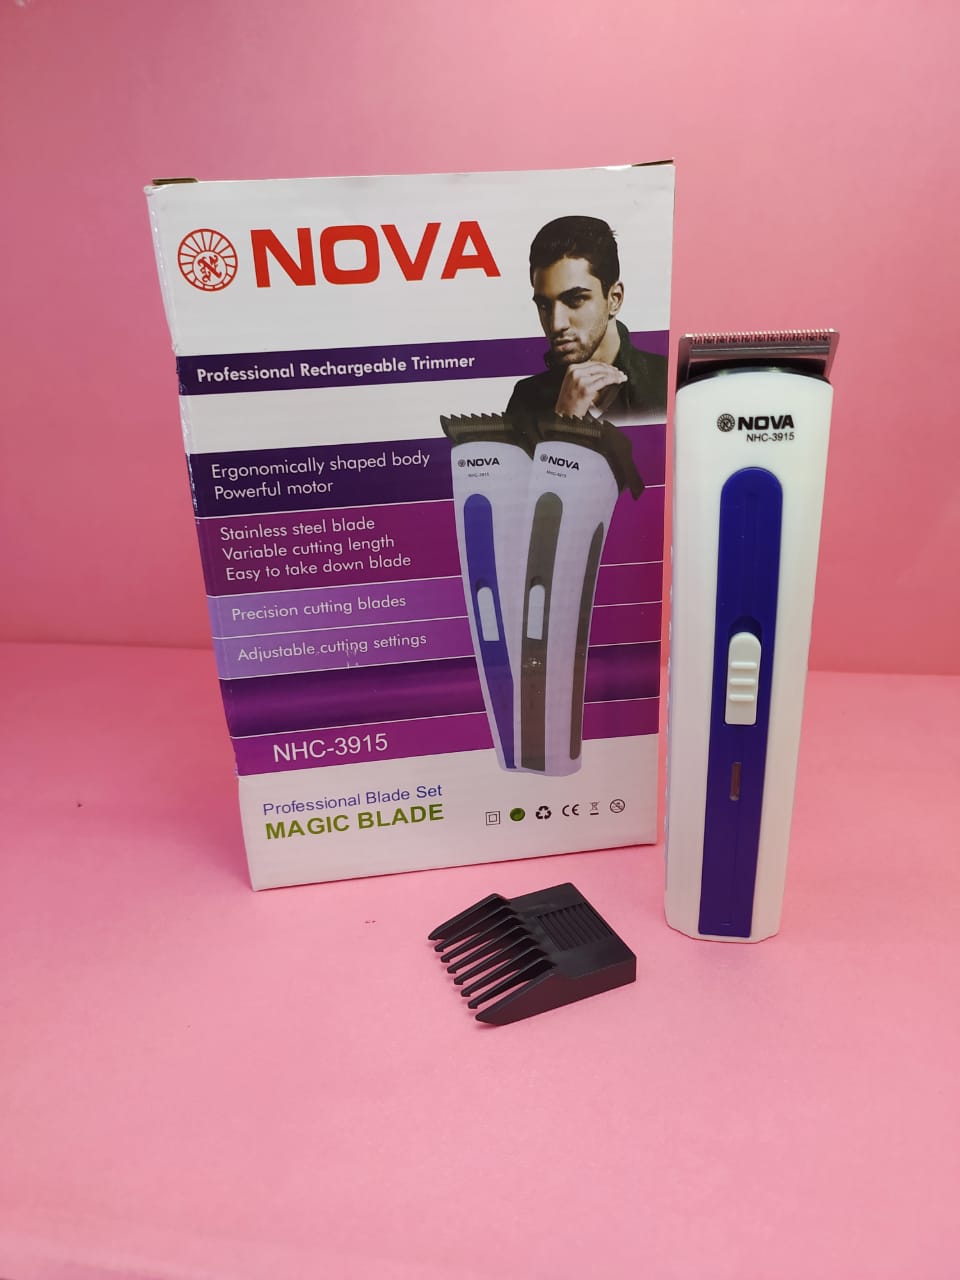 NOVA
Professional Rechargeable Trimmer
Ergonomically shaped body
Powerful motor
Stainless steel blade
Variable cutting length
Easy to take down blade
Precision cutting blades
Adjustable cutting settings
NHC-3915
Professional Blade Set
MAGIC BLADE
CE
NOVA
NHC-3915
NOVA
NOVA
NHC-3915